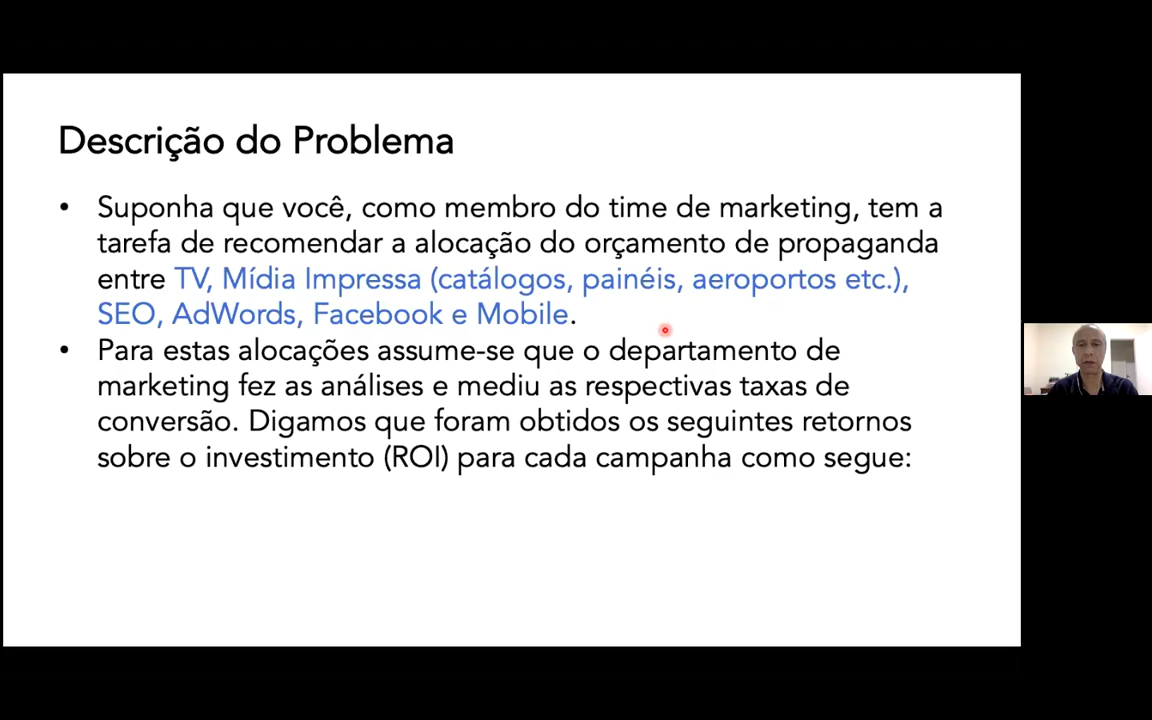 Descrição do Problema
• Suponha que você, como membro do time de marketing, tem a
tarefa de recomendar a alocação do orçamento de propaganda
entre TV, Mídia Impressa (catálogos, painéis, aeroportos etc.),
SEO, AdWords, Facebook e Mobile.
• Para estas alocações assume-se que o departamento de
marketing fez as análises e mediu as respectivas taxas de
conversão. Digamos que foram obtidos os seguintes retornos
sobre o investimento (ROI) para cada campanha como segue: